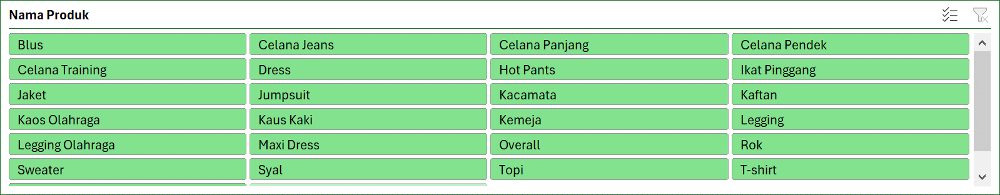 Nama Produk
Blus Celana Jeans Celana Panjang Celana Pendek
Celana Training Dress Hot Pants Ikat Pinggang
Jaket Jumpsuit Kacamata Kaftan
Kaos Olahraga Kaus Kaki Kemeja Legging
Legging Olahraga Maxi Dress Overall Rok
Sweater Syal Topi T-shirt